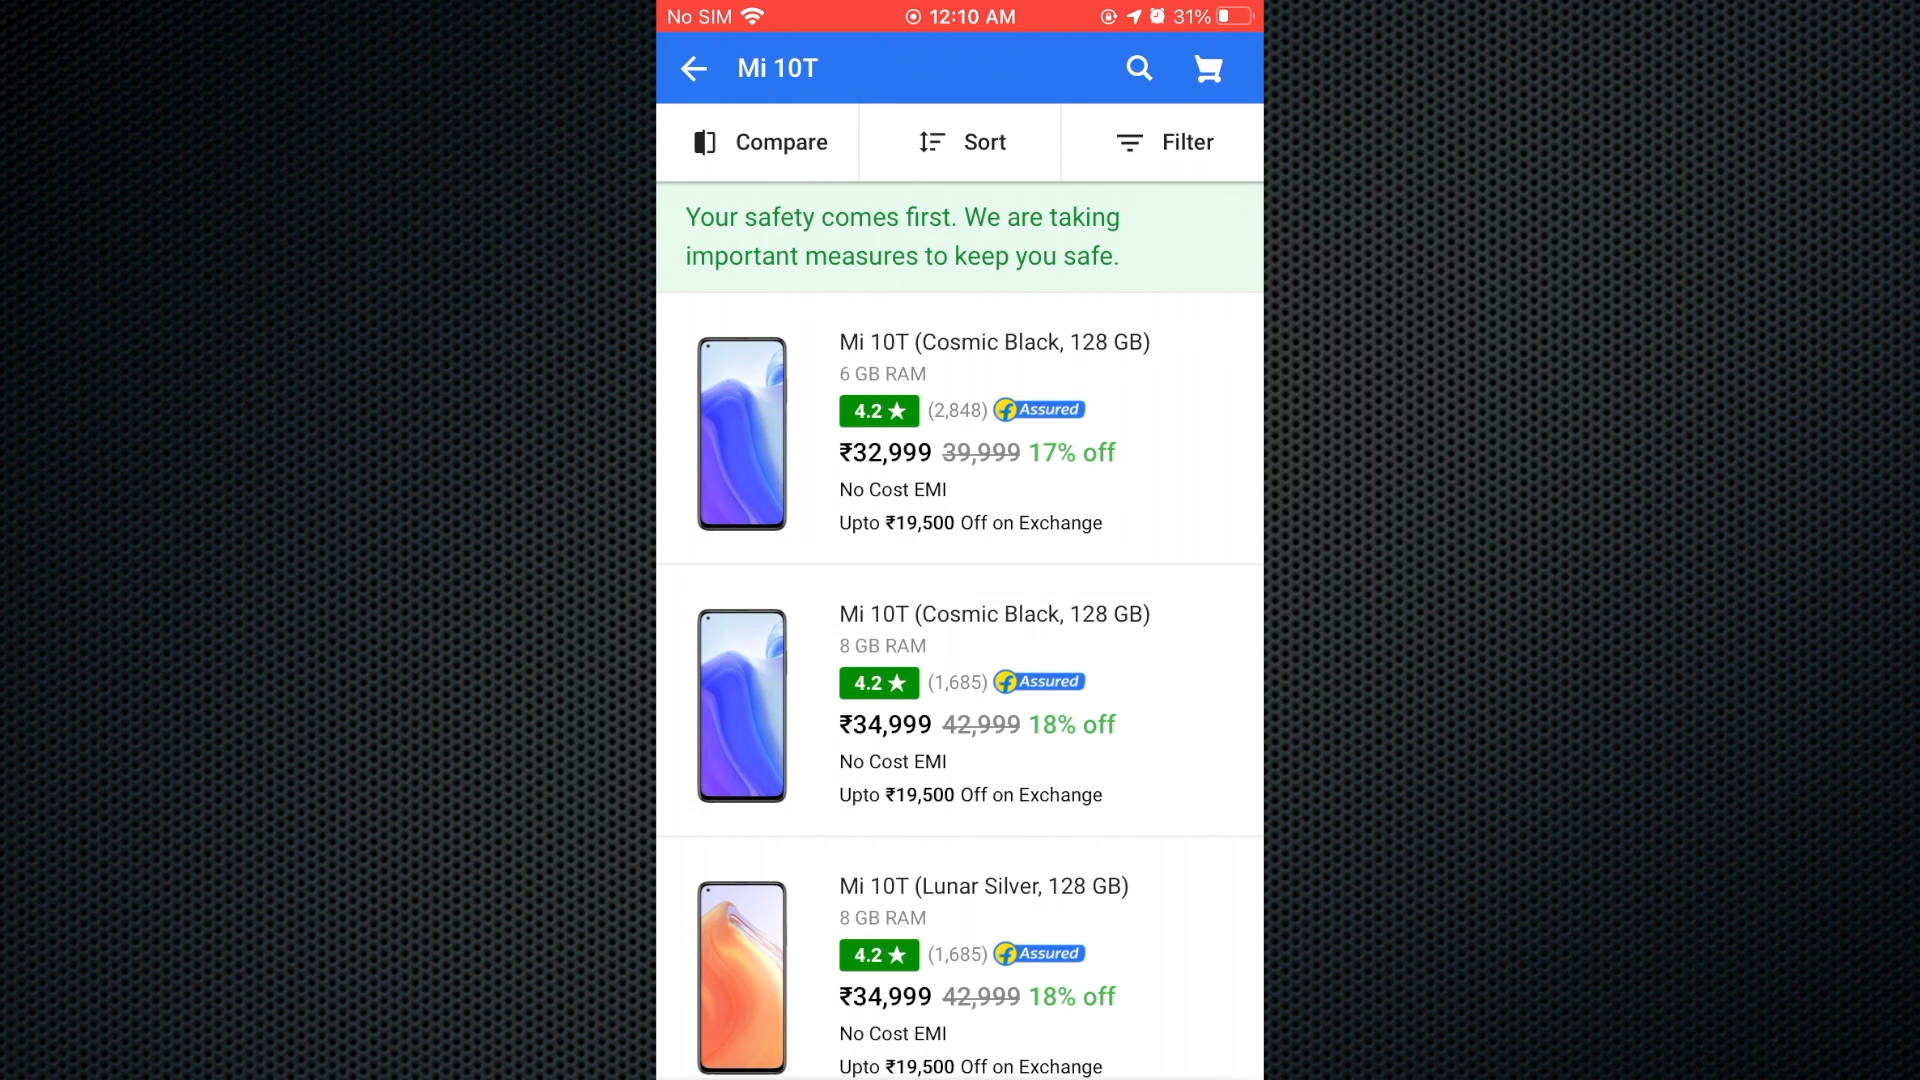 No SIM 12:10 AM 31%
Mi 10T
Compare Sort Filter
Your safety comes first. We are taking
important measures to keep you safe.
Mi 10T (Cosmic Black, 128 GB)
6 GB RAM
4.2 ★ (2,848) f Assured
₹32,999 39,999 17% off
No Cost EMI
Upto ₹19,500 Off on Exchange
Mi 10T (Cosmic Black, 128 GB)
8 GB RAM
4.2 ★ (1,685) f Assured
₹34,999 42,999 18% off
No Cost EMI
Upto ₹19,500 Off on Exchange
Mi 10T (Lunar Silver, 128 GB)
8 GB RAM
4.2 ★ (1,685) f Assured
₹34,999 42,999 18% off
No Cost EMI
Upto ₹19,500 Off on Exchange